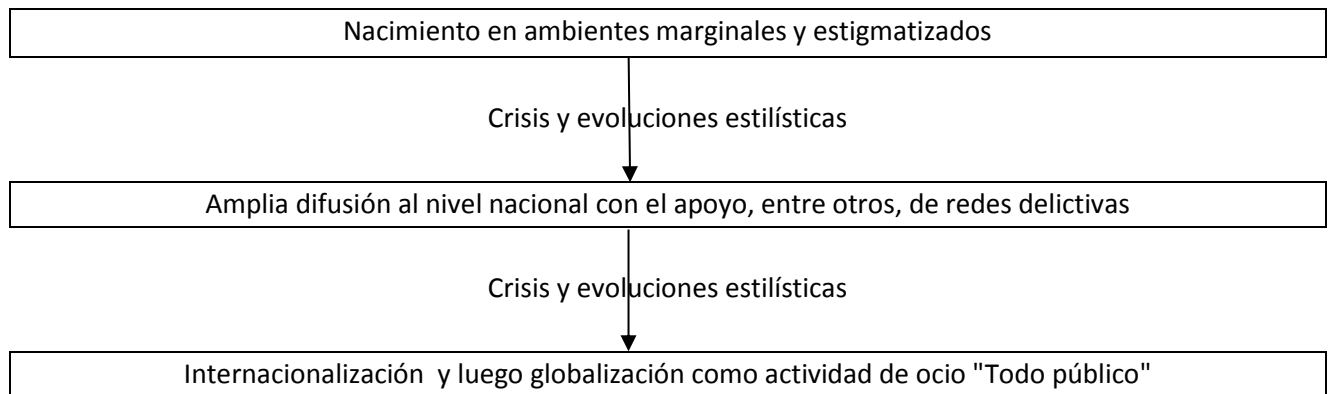 Nacimiento en ambientes marginales y estigmatizados
Crisis y evoluciones estilísticas
Amplia difusión al nivel nacional con el apoyo, entre otros, de redes delictivas
Crisis y evoluciones estilísticas
Internacionalización y luego globalización como actividad de ocio "Todo público"